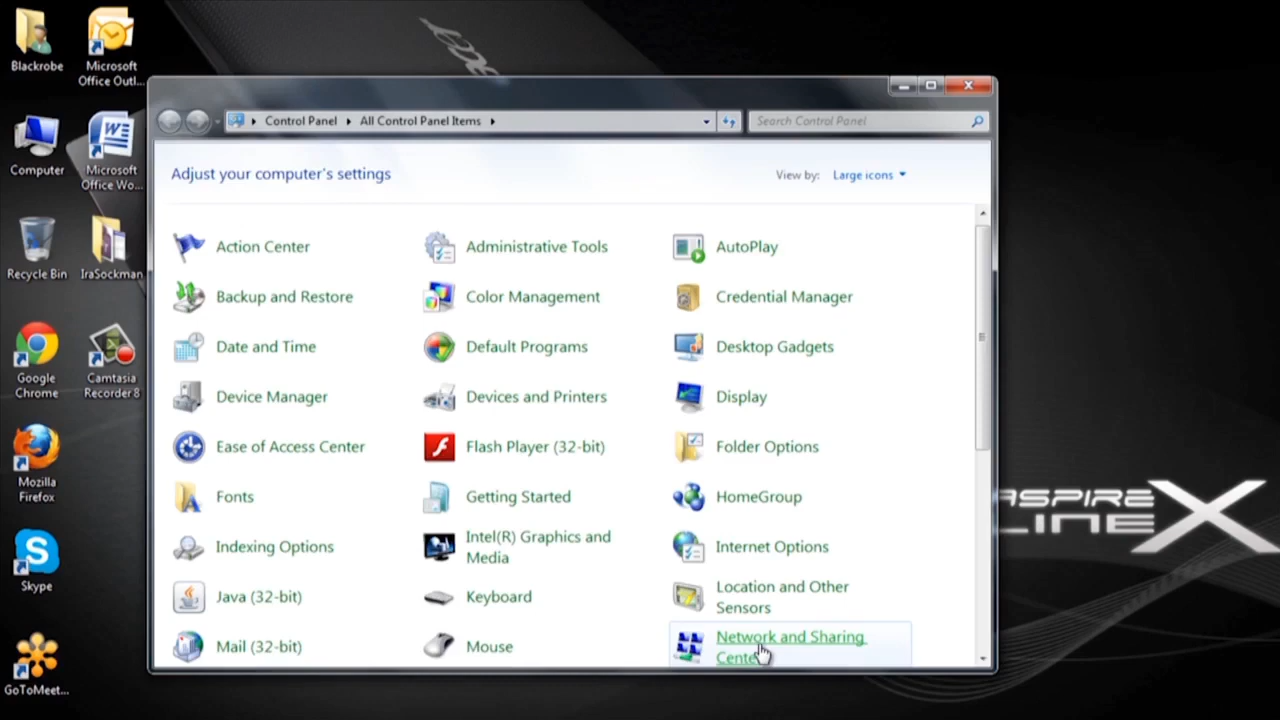 Blackrobe
Microsoft
Office Outl...
Computer
Microsoft
Office Wo...
Recycle Bin
IraSockman
Google
Chrome
Camtasia
Recorder 8
Mozilla
Firefox
Skype
GoToMeet...
Control Panel
All Control Panel Items
Search Control Panel
Adjust your computer's settings
View by: Large icons
Action Center
Administrative Tools
AutoPlay
Backup and Restore
Color Management
Credential Manager
Date and Time
Default Programs
Desktop Gadgets
Device Manager
Devices and Printers
Display
Ease of Access Center
Flash Player (32-bit)
Folder Options
Fonts
Getting Started
HomeGroup
Indexing Options
Intel(R) Graphics and
Media
Internet Options
Java (32-bit)
Keyboard
Location and Other
Sensors
Mail (32-bit)
Mouse
Network and Sharing
Center
ASPIRE
LINE X